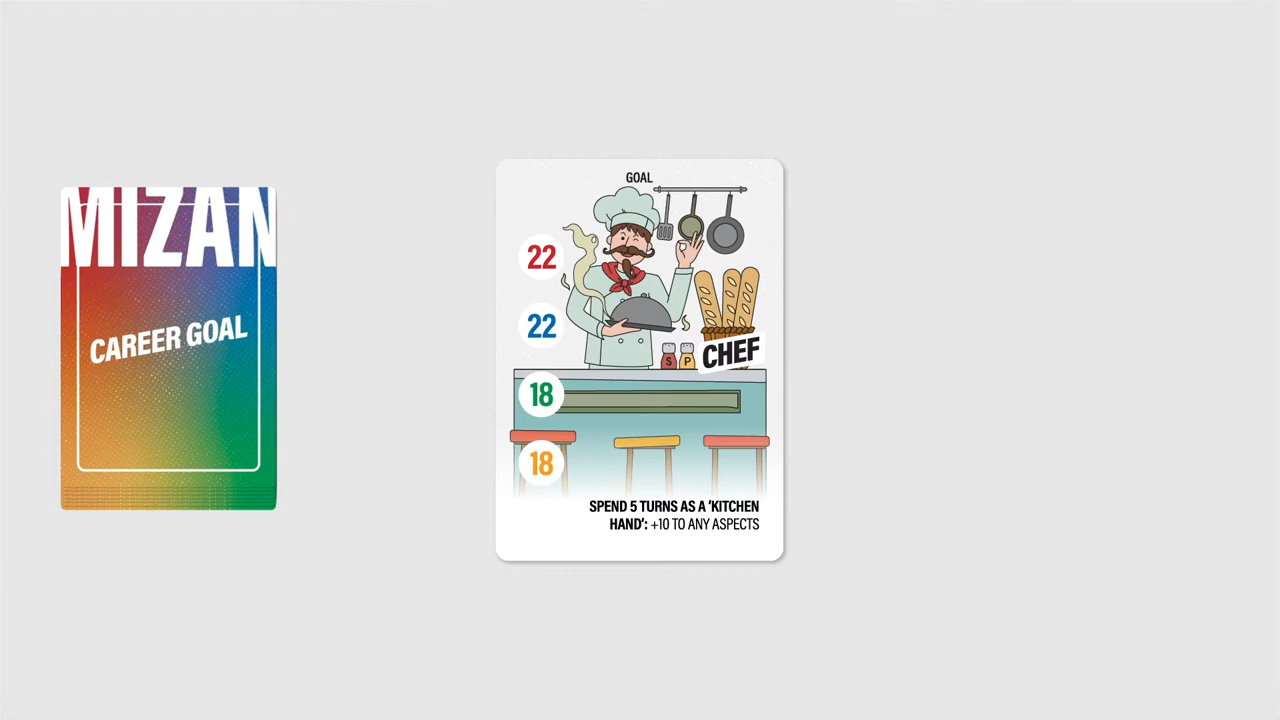 MIZAN
CAREER GOAL
GOAL
22
22
18
18
S P
CHEF
SPEND 5 TURNS AS A 'KITCHEN
HAND': +10 TO ANY ASPECTS